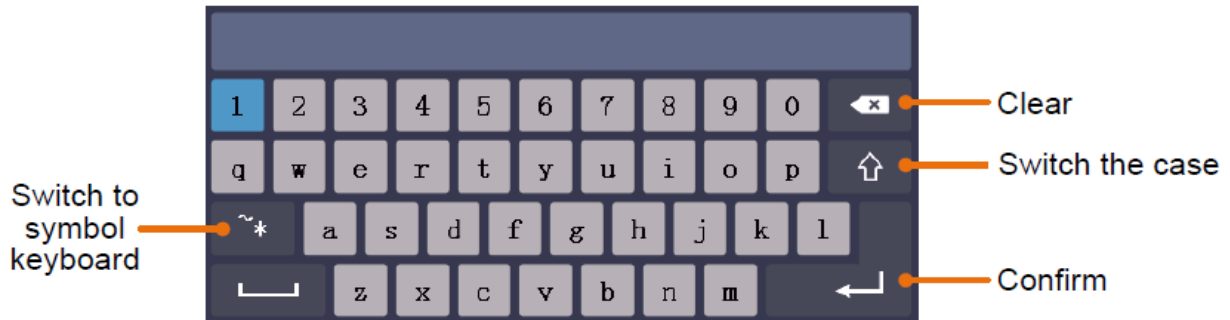 1 2 3 4 5 6 7 8 9 0
Clear
q w e r t y u i o p
Switch the case
Switch to
symbol
keyboard
~* a s d f g h j k l
z x c v b n m
Confirm